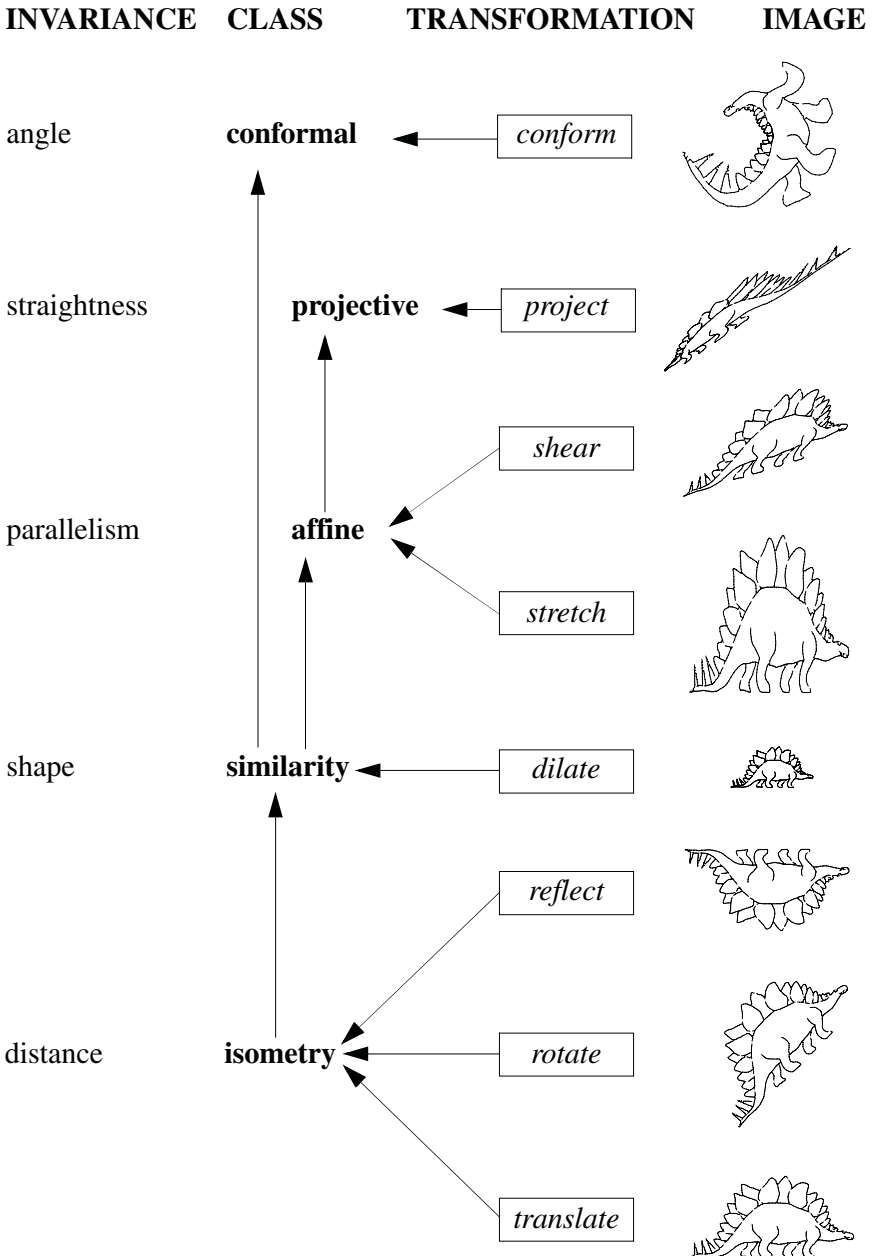 INVARIANCE CLASS TRANSFORMATION IMAGE
angle conformal conform
straightness projective project
shear
parallelism affine
stretch
shape similarity dilate
reflect
distance isometry rotate
translate